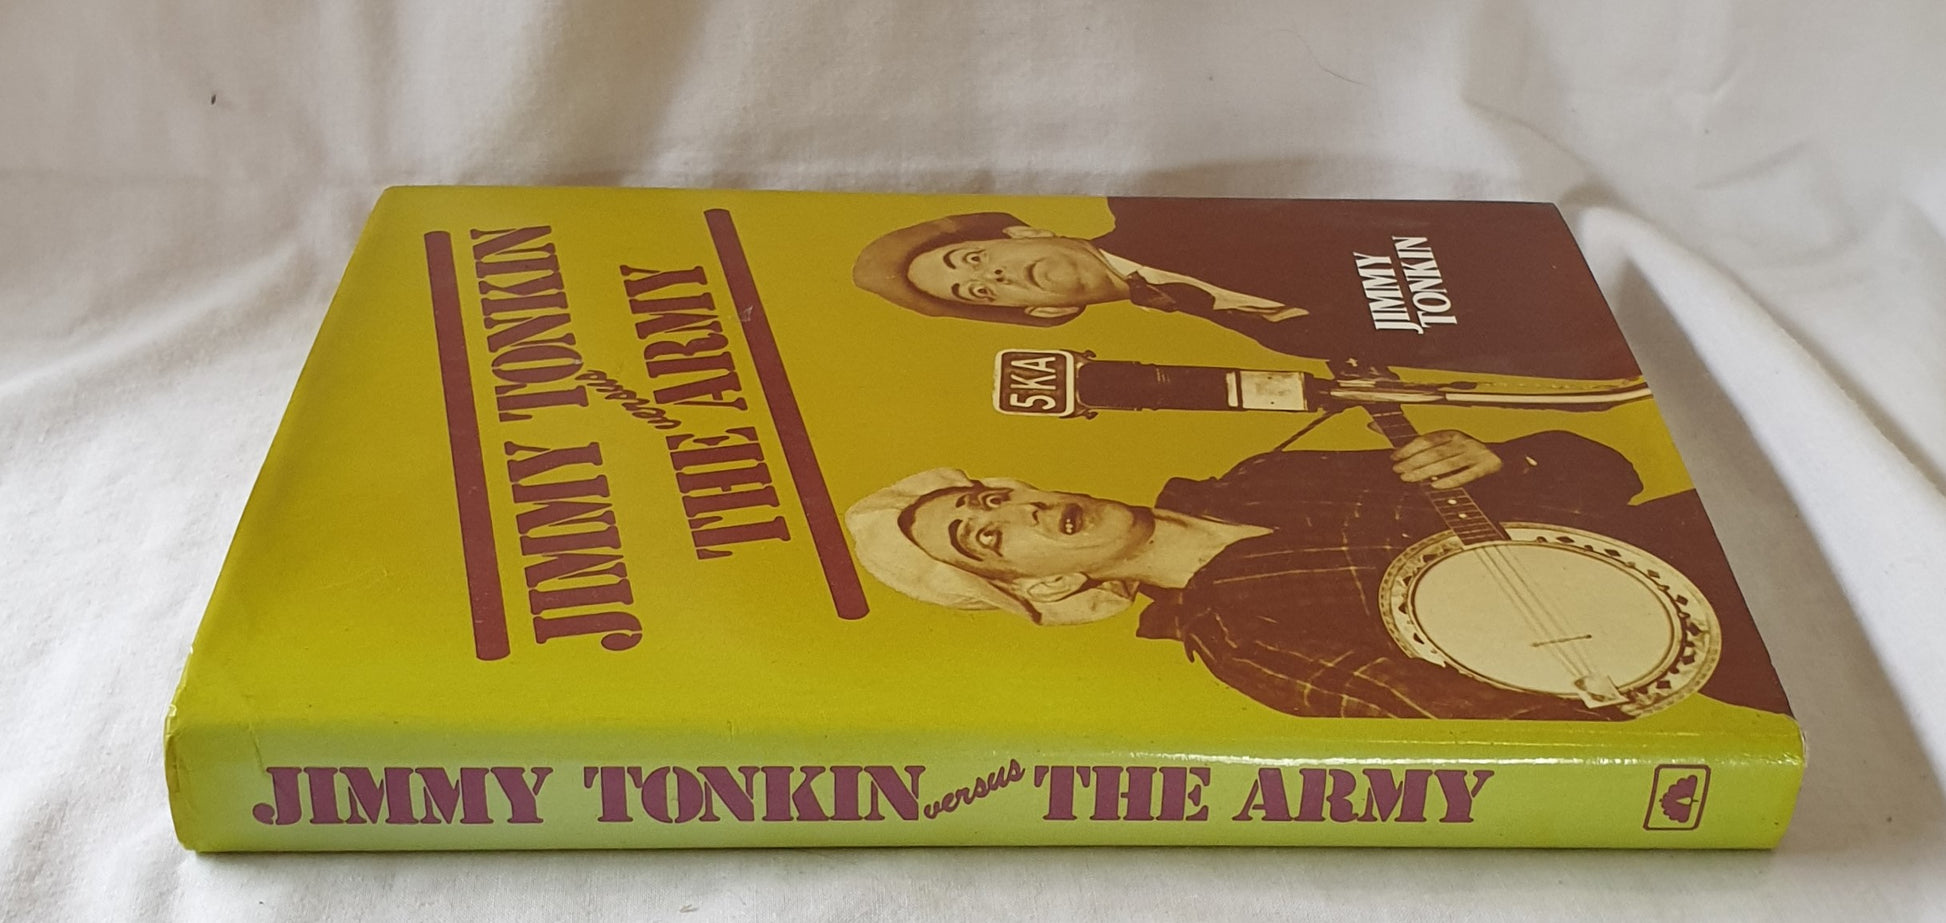 JIMMY TONKIN
versus
THE ARMY
5KA
JIMMY
TONKIN
JIMMY TONKIN versus THE ARMY